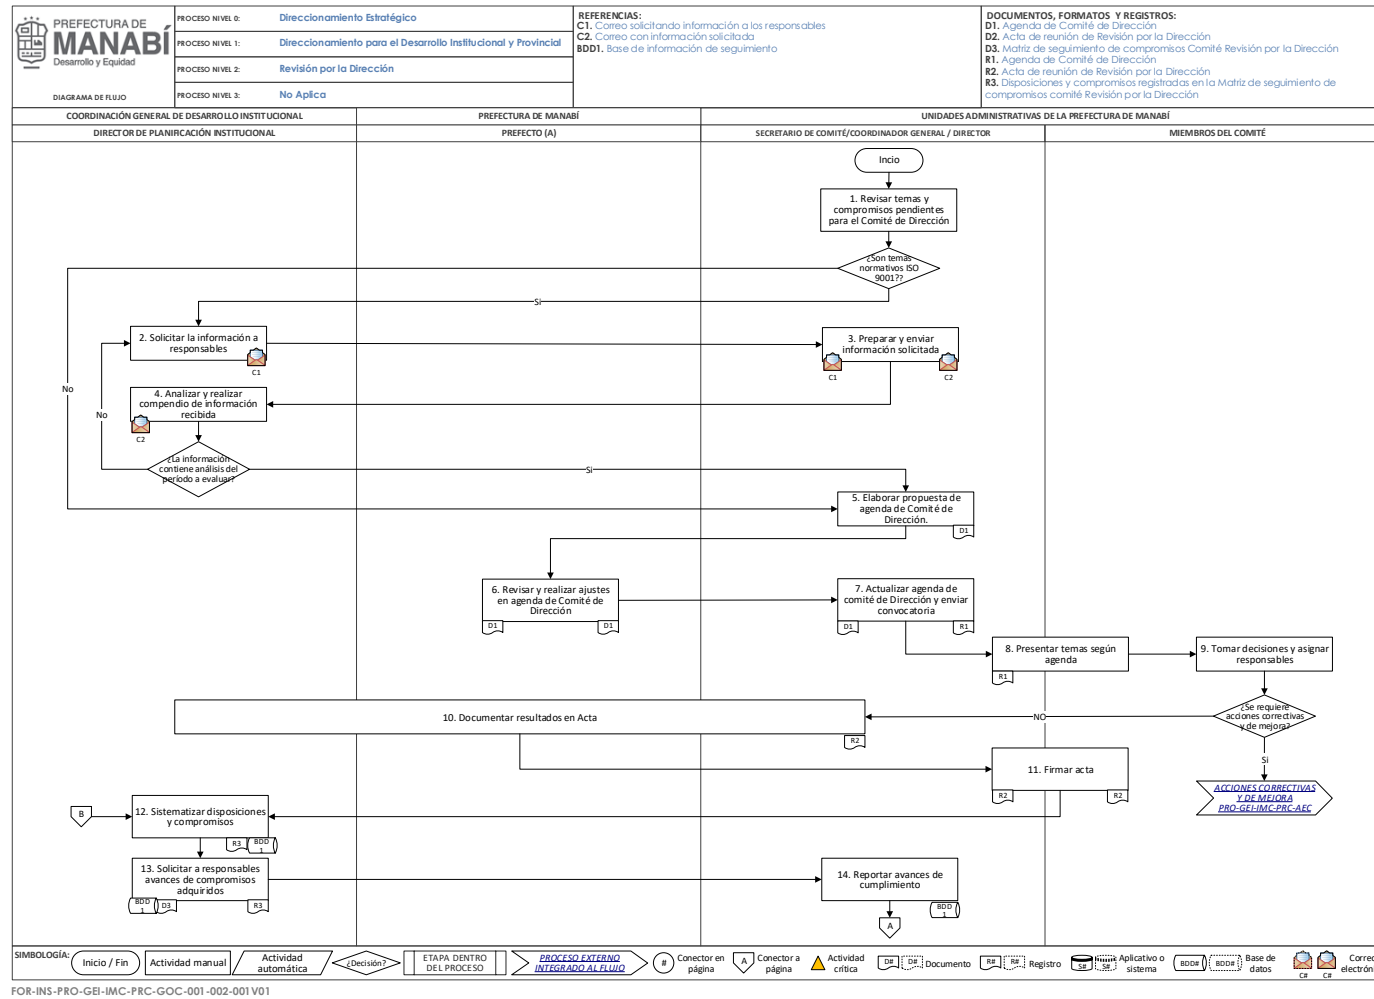 PREFECTURA DE
MANABÍ
Desarrollo y Equidad
DIAGRAMA DE FLUJO
PROCESO NIVEL 0: Direccionamiento Estratégico
PROCESO NIVEL 1: Direccionamiento para el Desarrollo Institucional y Provincial
PROCESO NIVEL 2: Revisión por la Dirección
PROCESO NIVEL 3: No Aplica
REFERENCIAS:
C1. Correo solicitando información a los responsables
C2. Correo con información solicitada
BDD1. Base de información de seguimiento
DOCUMENTOS, FORMATOS Y REGISTROS:
D1. Agenda de Comité de Dirección
D2. Acta de reunión de Revisión por la Dirección
D3. Matriz de seguimiento de compromisos Comité Revisión por la Dirección
R1. Agenda de Comité de Dirección
R2. Acta de reunión de Revisión por la Dirección
R3. Disposiciones y compromisos registradas en la Matriz de seguimiento de
compromisos comité Revisión por la Dirección
COORDINACIÓN GENERAL DE DESARROLLO INSTITUCIONAL
PREFECTURA DE MANABÍ
UNIDADES ADMINISTRATIVAS DE LA PREFECTURA DE MANABÍ
DIRECTOR DE PLANIFICACIÓN INSTITUCIONAL
PREFECTO (A)
SECRETARIO DE COMITÉ/COORDINADOR GENERAL / DIRECTOR
MIEMBROS DEL COMITÉ
Incio
1. Revisar temas y
compromisos pendientes
para el Comité de Dirección
¿Son temas
normativos ISO
9001??
Si
2. Solicitar la información a
responsables
C1
3. Preparar y enviar
información solicitada
C1
C2
No
No
4. Analizar y realizar
compendio de información
recibida
C2
¿La información
contiene análisis del
período a evaluar?
Si
5. Elaborar propuesta de
agenda de Comité de
Dirección.
D1
6. Revisar y realizar ajustes
en agenda de Comité de
Dirección
D1
D1
7. Actualizar agenda de
comité de Dirección y enviar
convocatoria
D1
R1
8. Presentar temas según
agenda
R1
9. Tomar decisiones y asignar
responsables
¿Se requiere
acciones correctivas
y de mejora?
NO
10. Documentar resultados en Acta
R2
Si
11. Firmar acta
R2
R2
ACCIONES CORRECTIVAS
Y DE MEJORA
PRO-GEI-IMC-PRC-AEC
B
12. Sistematizar disposiciones
y compromisos
R3
BDD
1
13. Solicitar a responsables
avances de compromisos
adquiridos
BDD
1
D3
R3
14. Reportar avances de
cumplimiento
BDD
1
A
SIMBOLOGÍA:
Inicio / Fin
Actividad manual
Actividad
automática
¿Decisión?
ETAPA DENTRO
DEL PROCESO
PROCESO EXTERNO
INTEGRADO AL FLUJO
#
Conector en
página
A
Conector a
página
Actividad
crítica
D#
D#
Documento
R#
R#
Registro
S#
S#
Aplicativo o
sistema
BDD#
BDD#
Base de
datos
C#
C#
Correo
electróni
FOR-INS-PRO-GEI-IMC-PRC-GOC-001-002-001 V01